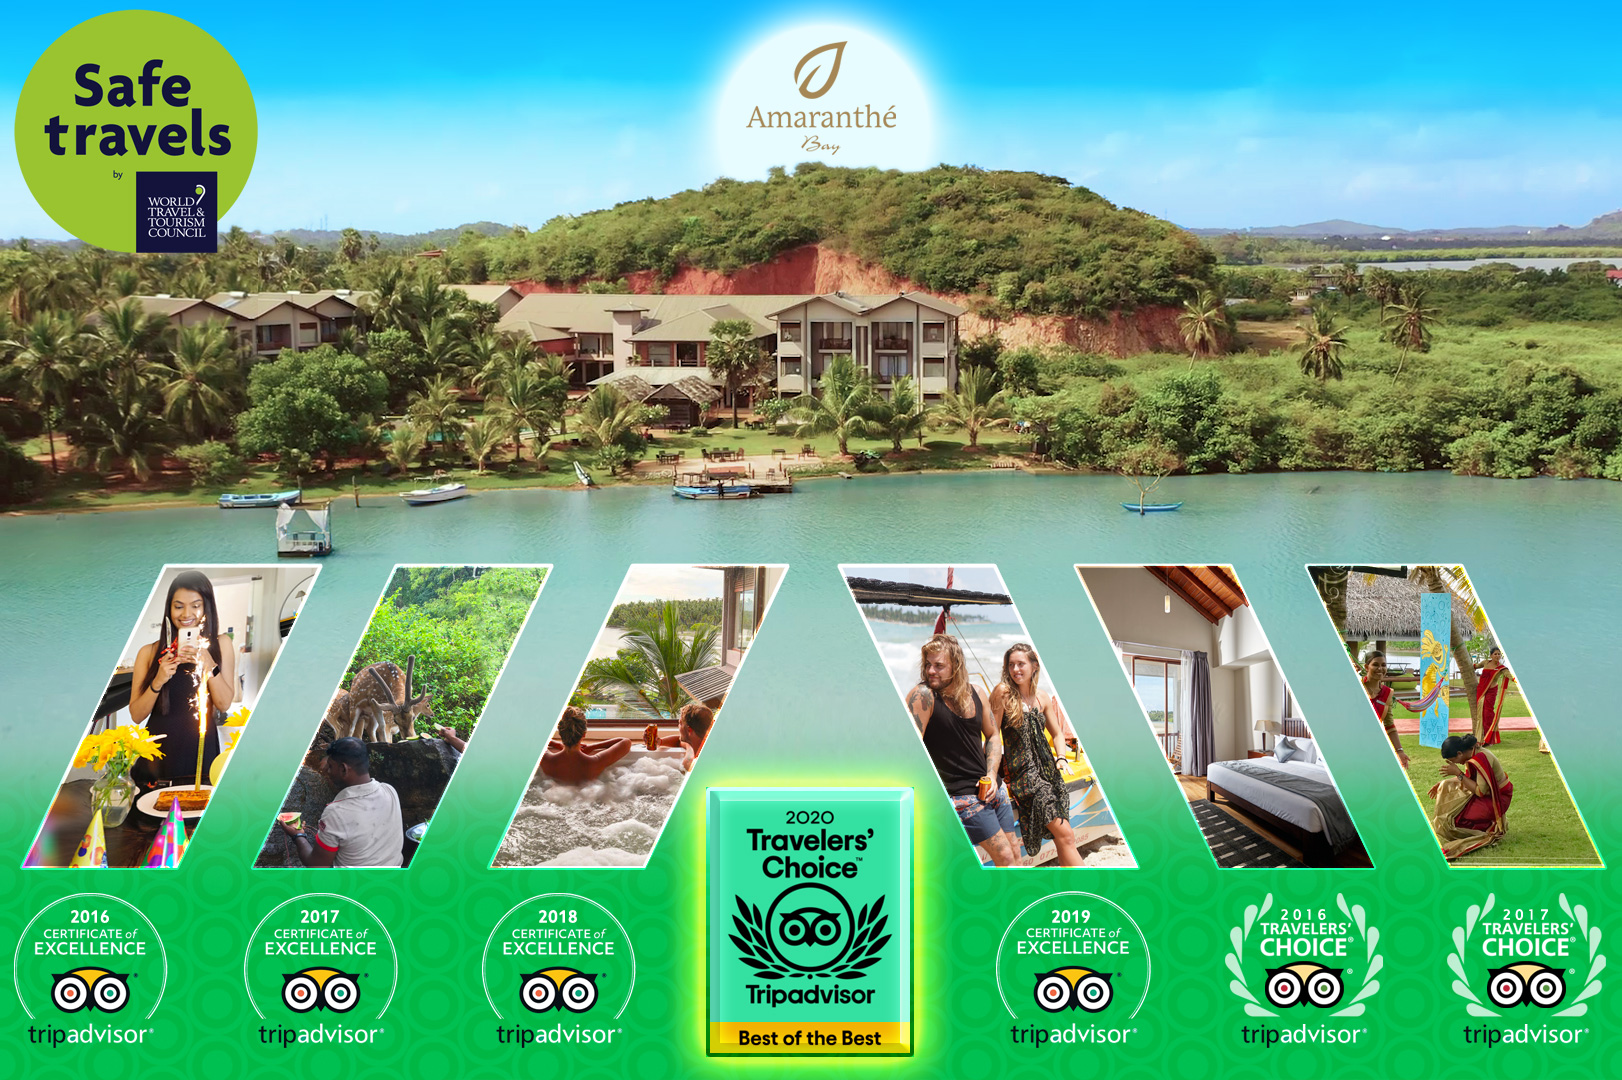 Safe
travels
by
WORLD
TRAVEL &
TOURISM
COUNCIL
Amaranthé
Bay
2016
CERTIFICATE of
EXCELLENCE
tripadvisor®
2017
CERTIFICATE of
EXCELLENCE
tripadvisor®
2018
CERTIFICATE of
EXCELLENCE
tripadvisor®
2020
Travelers'
Choice™
Tripadvisor
Best of the Best
2019
CERTIFICATE of
EXCELLENCE
tripadvisor®
2016
TRAVELERS'
CHOICE®
tripadvisor®
2017
TRAVELERS'
CHOICE®
tripadvisor®